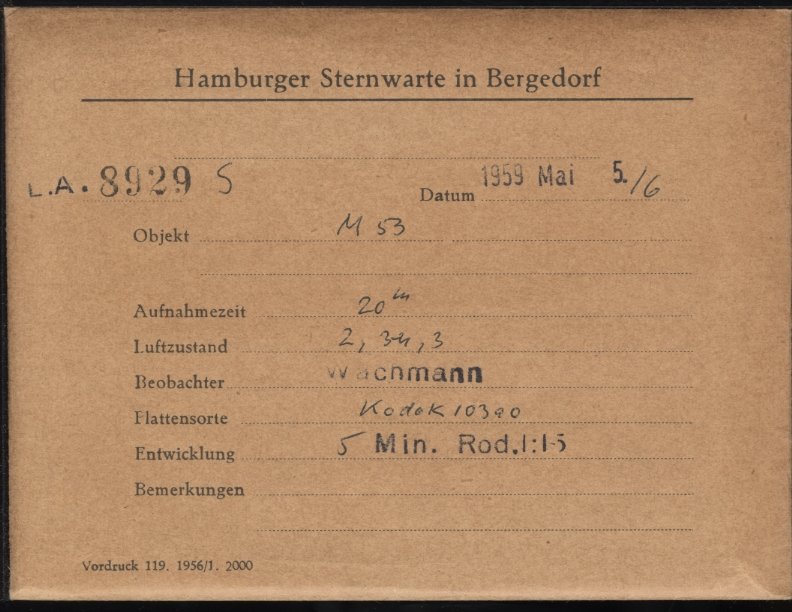 Hamburger Sternwarte in Bergedorf
L.A. 8929 S
Datum 1959 Mai 5./6
Objekt M 53
Aufnahmezeit 20m
Luftzustand 2, 3-4, 3
Beobachter Wachmann
Plattensorte Kodak 103a0
Entwicklung 5 Min. Rod. 1:15
Bemerkungen
Vordruck 119. 1956/1. 2000